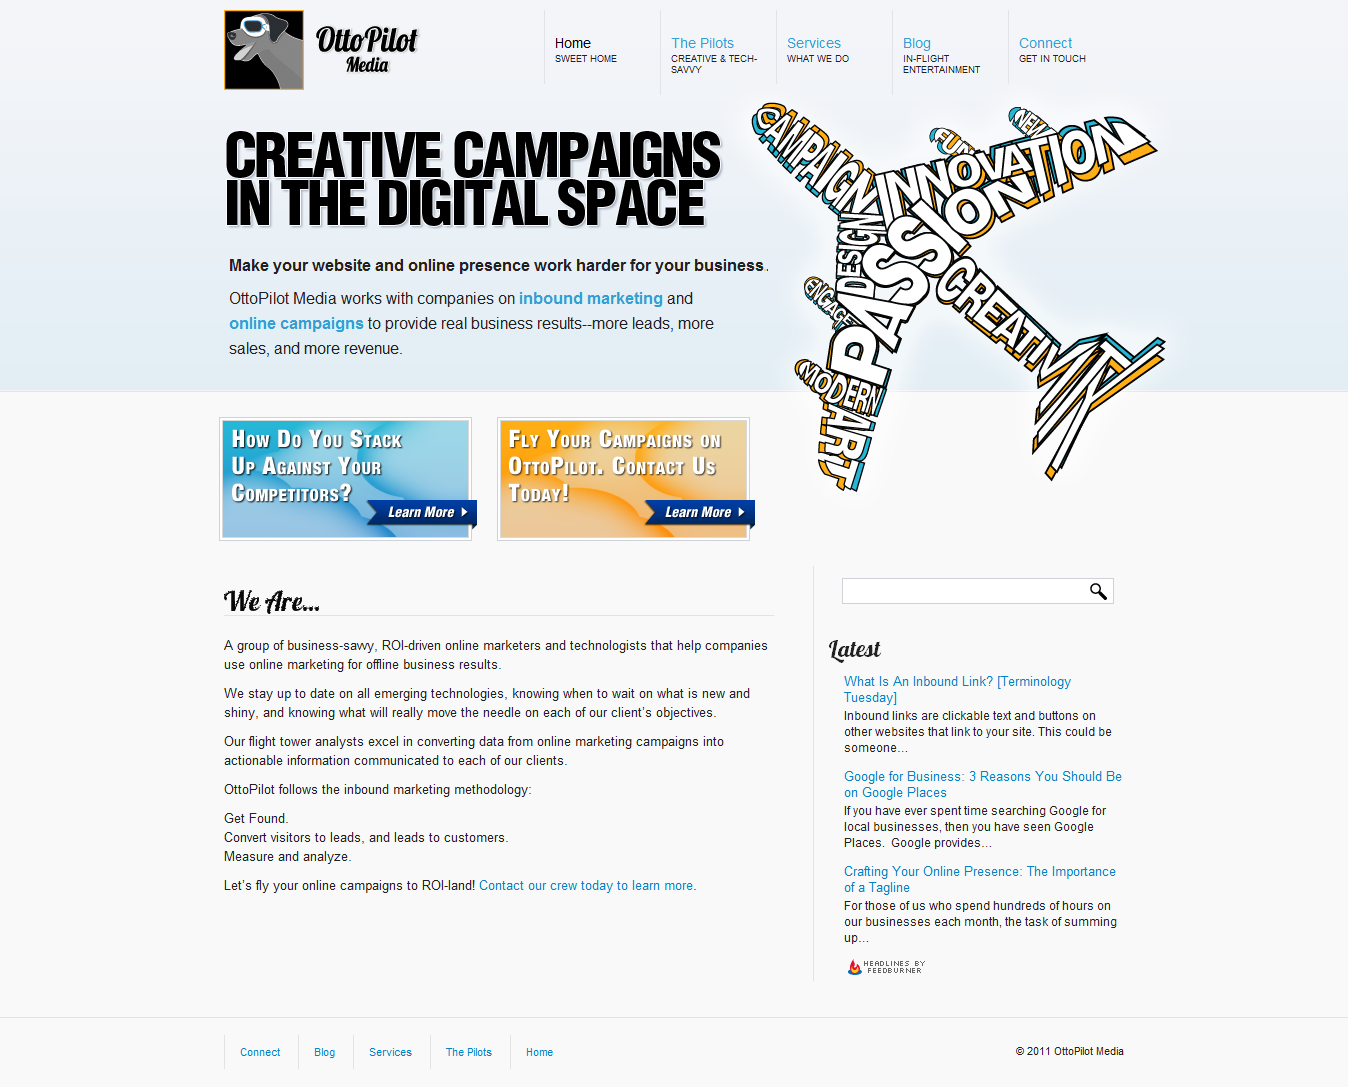 OttoPilot
Media
Home
SWEET HOME
The Pilots
CREATIVE & TECH-
SAVVY
Services
WHAT WE DO
Blog
IN-FLIGHT
ENTERTAINMENT
Connect
GET IN TOUCH
CREATIVE CAMPAIGNS
IN THE DIGITAL SPACE
Make your website and online presence work harder for your business.
OttoPilot Media works with companies on inbound marketing and
online campaigns to provide real business results--more leads, more
sales, and more revenue.
CAMPAIGN
FUN
NEW
INNOVATION
PASSION
DESIGN
ENGAGE
CREATIVITY
MODERN
ART
How Do You Stack
Up Against Your
Competitors?
Learn More
Fly Your Campaigns on
OttoPilot. Contact Us
Today!
Learn More
We Are...
A group of business-savvy, ROI-driven online marketers and technologists that help companies
use online marketing for offline business results.
We stay up to date on all emerging technologies, knowing when to wait on what is new and
shiny, and knowing what will really move the needle on each of our client's objectives.
Our flight tower analysts excel in converting data from online marketing campaigns into
actionable information communicated to each of our clients.
OttoPilot follows the inbound marketing methodology:
Get Found.
Convert visitors to leads, and leads to customers.
Measure and analyze.
Let's fly your online campaigns to ROI-land! Contact our crew today to learn more.
Latest
What Is An Inbound Link? [Terminology
Tuesday]
Inbound links are clickable text and buttons on
other websites that link to your site. This could be
someone...
Google for Business: 3 Reasons You Should Be
on Google Places
If you have ever spent time searching Google for
local businesses, then you have seen Google
Places. Google provides...
Crafting Your Online Presence: The Importance
of a Tagline
For those of us who spend hundreds of hours on
our businesses each month, the task of summing
up...
HEADLINES BY
FEEDBURNER
Connect
Blog
Services
The Pilots
Home
© 2011 OttoPilot Media